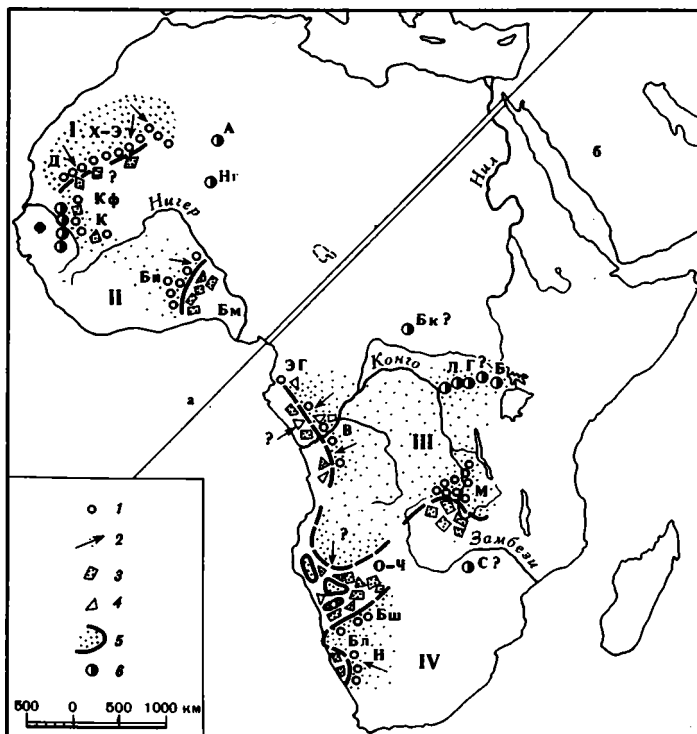 I
Х-Э
А
б
Д
?
Нг
Нил
Кф
К
Нигер
Би
II
Бм
Бк?
ЭГ
Конго
Л
Г?
Б
а
?
В
III
М
Замбези
?
О-Ч
С?
Бш
Бл
Н
IV
1
2
3
4
5
6
500 0 500 1000 км